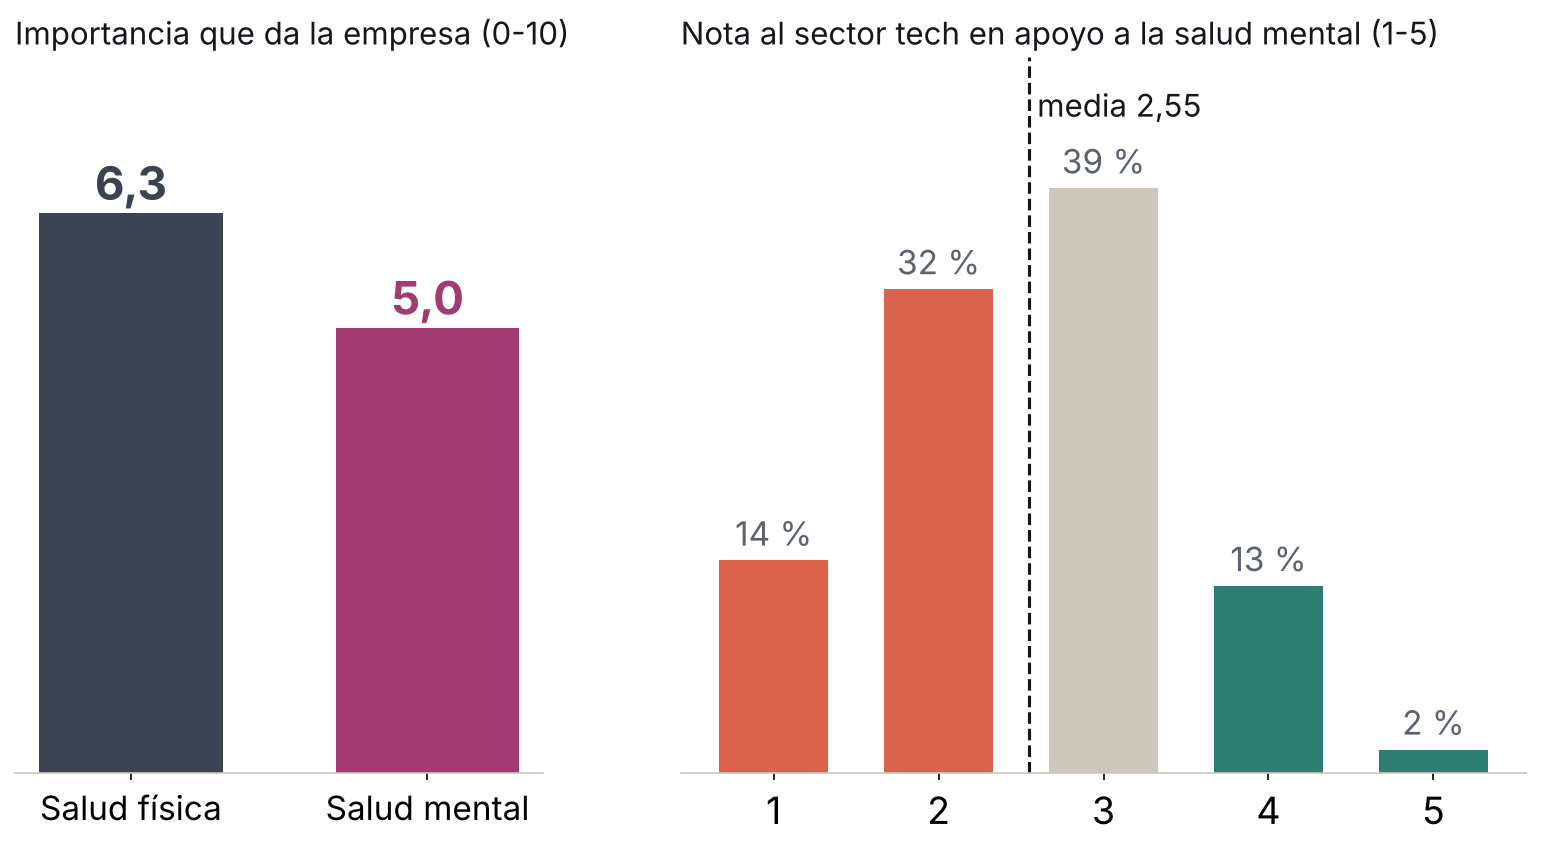 Importancia que da la empresa (0-10)
6,3
5,0
Salud física
Salud mental
Nota al sector tech en apoyo a la salud mental (1-5)
media 2,55
14 %
32 %
39 %
13 %
2 %
1
2
3
4
5